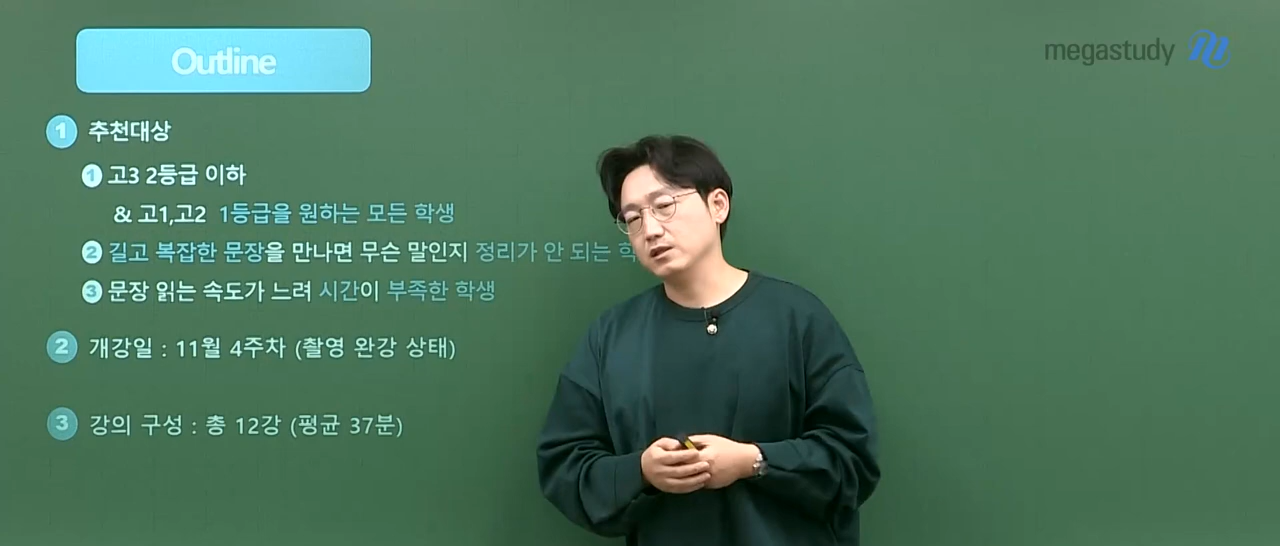 Outline
megastudy
1 추천대상
1 고3 2등급 이하
& 고1,고2 1등급을 원하는 모든 학생
2 길고 복잡한 문장을 만나면 무슨 말인지 정리가 안 되는
3 문장 읽는 속도가 느려 시간이 부족한 학생
2 개강일 : 11월 4주차 (촬영 완강 상태)
3 강의 구성 : 총 12강 (평균 37분)